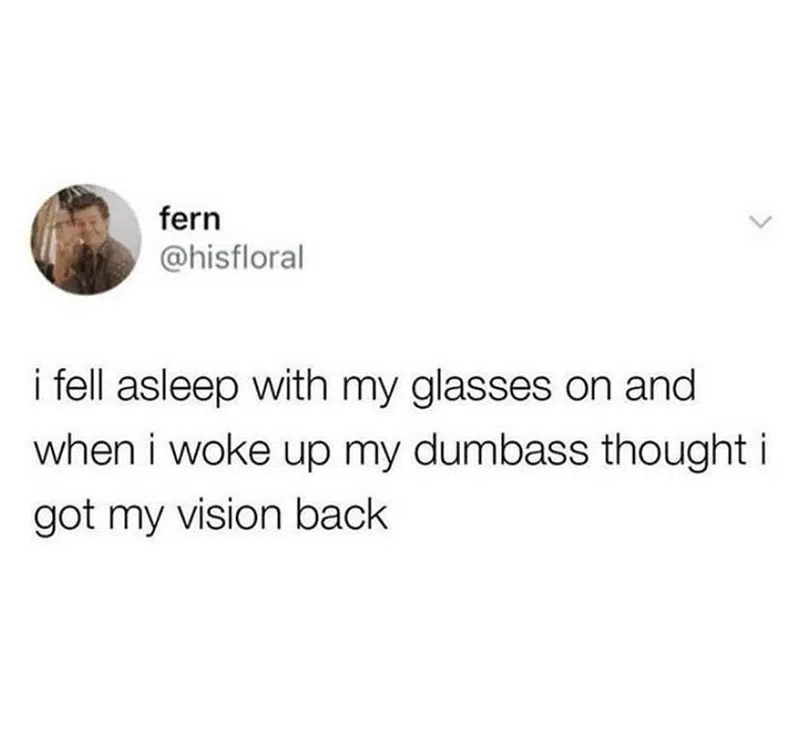 fern
@hisfloral
i fell asleep with my glasses on and
when i woke up my dumbass thought i
got my vision back